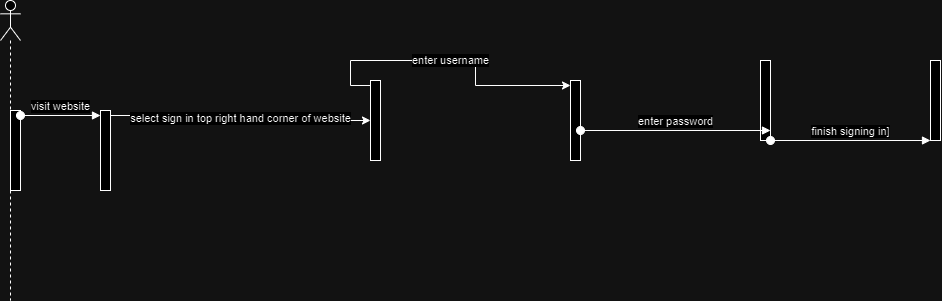 enter username
visit website
select sign in top right hand corner of website
enter password
finish signing in]